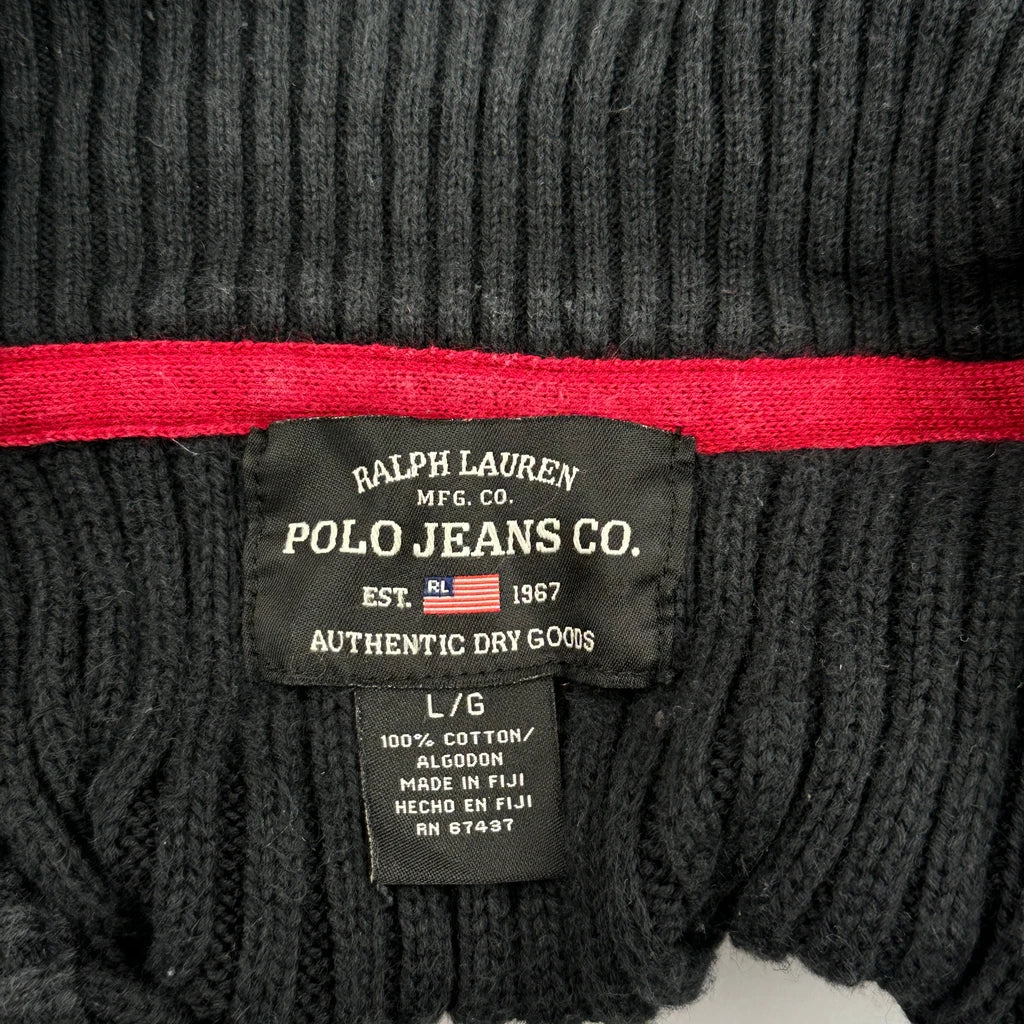 RALPH LAUREN
MFG. CO.
POLO JEANS CO.
EST. RL 1967
AUTHENTIC DRY GOODS
L/G
100% COTTON/
ALGODON
MADE IN FIJI
HECHO EN FIJI
RN 67437